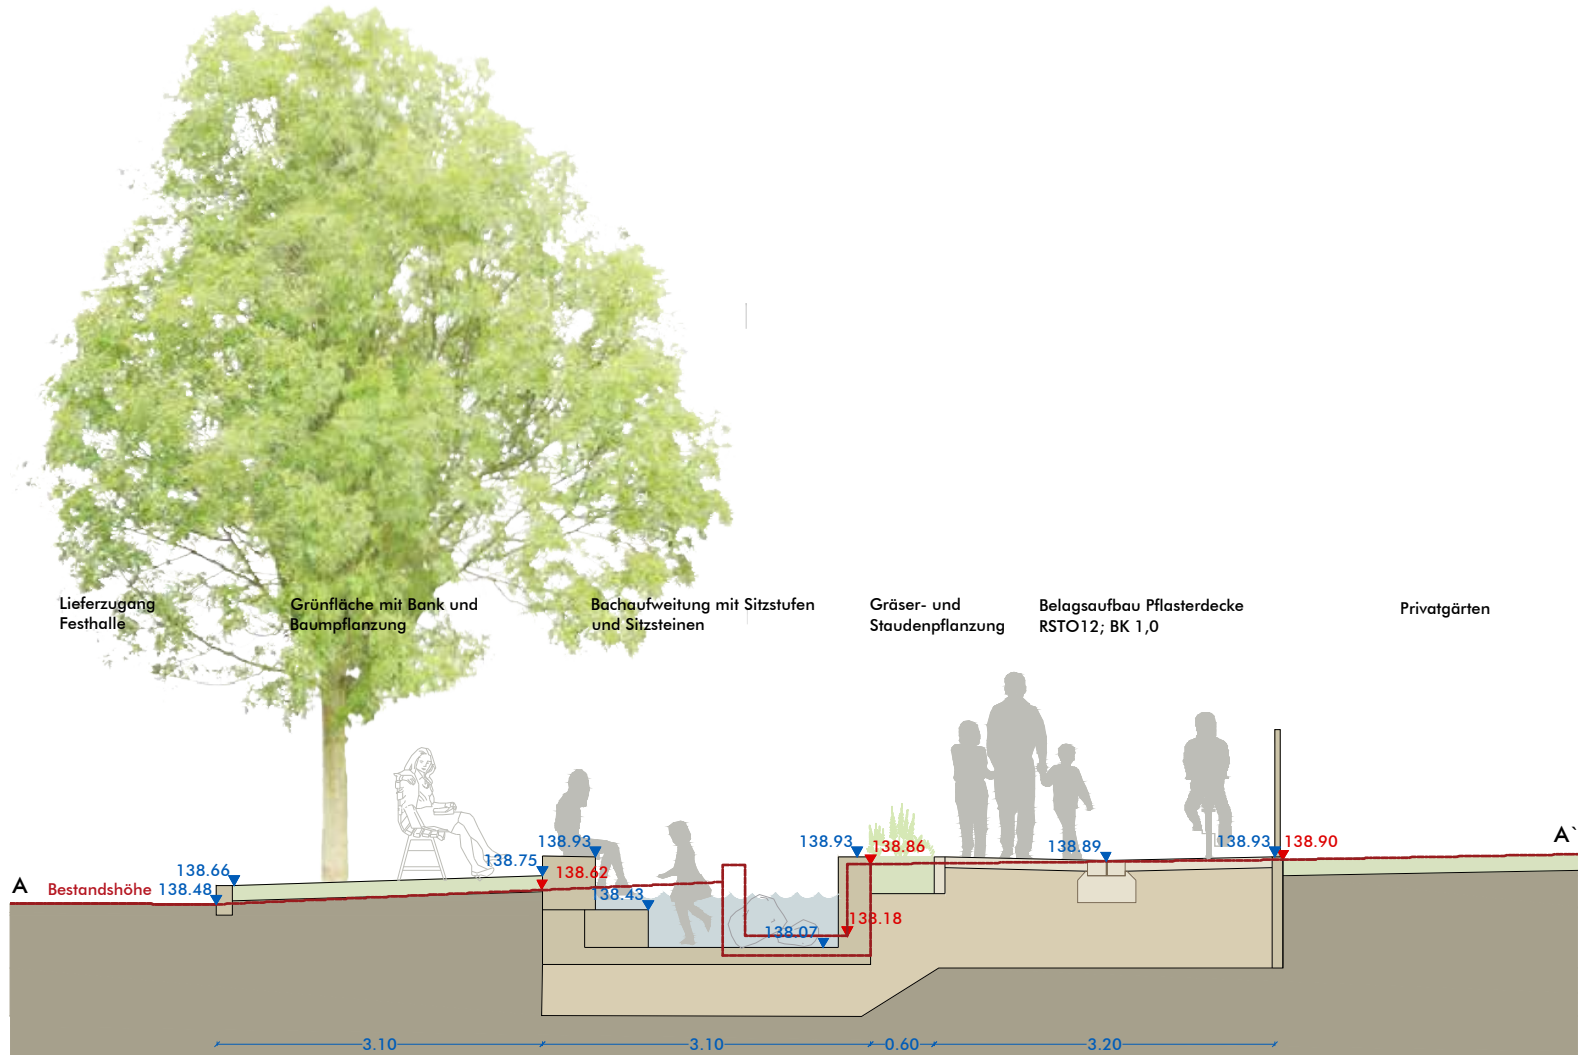 Lieferzugang
Festhalle
Grünfläche mit Bank und
Baumpflanzung
Bachaufweitung mit Sitzstufen
und Sitzsteinen
Gräser- und
Staudenpflanzung
Belagsaufbau Pflasterdecke
RSTO12; BK 1,0
Privatgärten
A
A`
Bestandshöhe
138.48
138.66
138.75
138.93
138.62
138.43
138.07
138.93
138.86
138.18
138.89
138.93
138.90
3.10
3.10
0.60
3.20